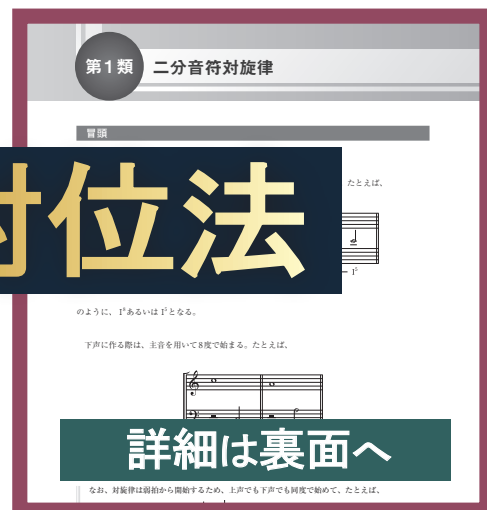 第1類 二分音符対旋律
冒頭
たとえば、
対位法
I⁵
のように、I⁸あるいはI⁵となる。
下声に作る際は、主音を用いて8度で始まる。たとえば、
詳細は裏面へ
なお、対旋律は弱拍から開始するため、上声でも下声でも同度で始めて、たとえば、